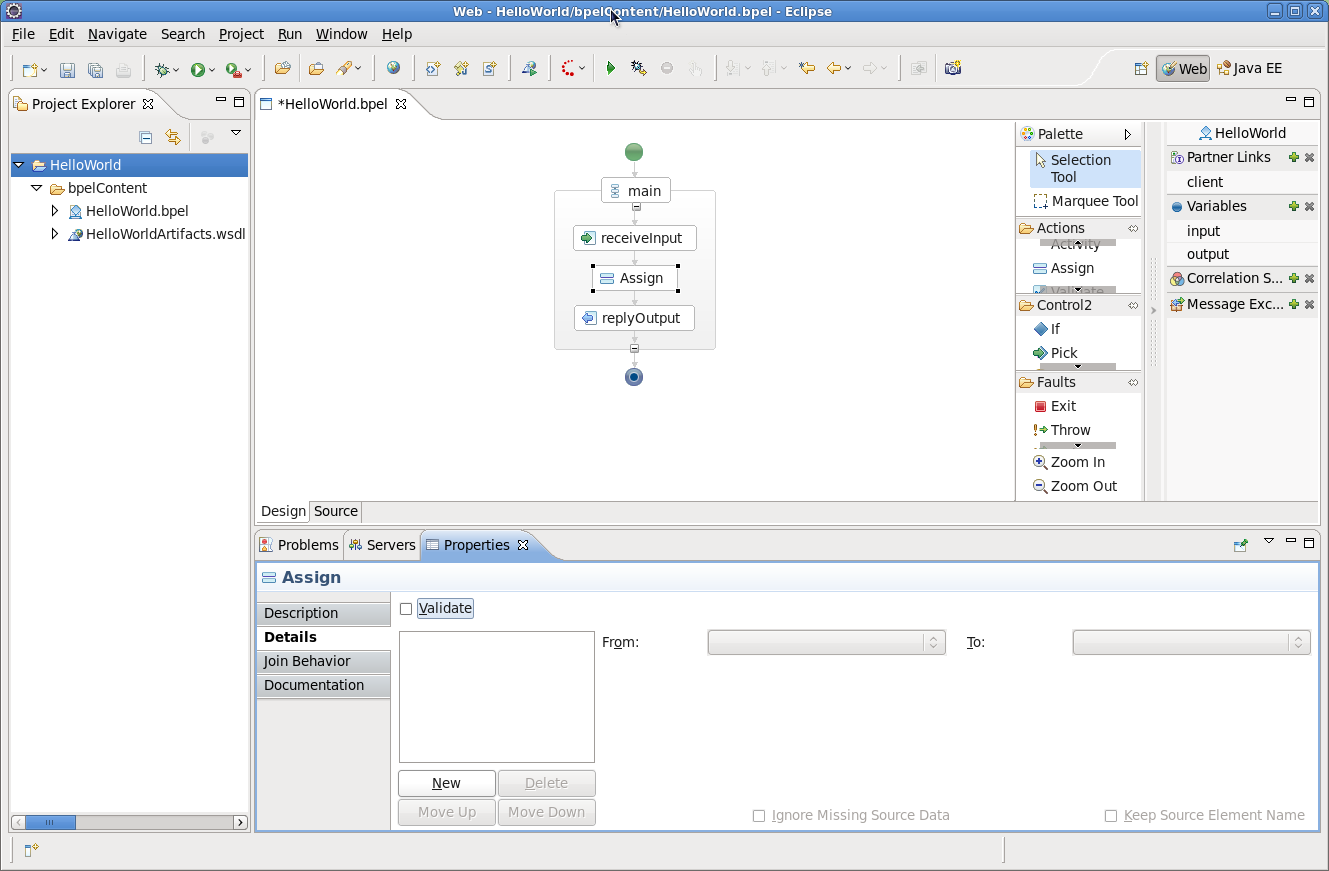 Web - HelloWorld/bpelContent/HelloWorld.bpel - Eclipse
File Edit Navigate Search Project Run Window Help
Web Java EE
Project Explorer
HelloWorld
bpelContent
HelloWorld.bpel
HelloWorldArtifacts.wsdl
*HelloWorld.bpel
main
receiveInput
Assign
replyOutput
Palette
Selection
Tool
Marquee Tool
Actions
Activity
Assign
Validate
Control2
If
Pick
Faults
Exit
Throw
Zoom In
Zoom Out
HelloWorld
Partner Links
client
Variables
input
output
Correlation S...
Message Exc...
Design Source
Problems Servers Properties
Assign
Description
Details
Join Behavior
Documentation
Validate
From: To:
New Delete
Move Up Move Down
Ignore Missing Source Data Keep Source Element Name